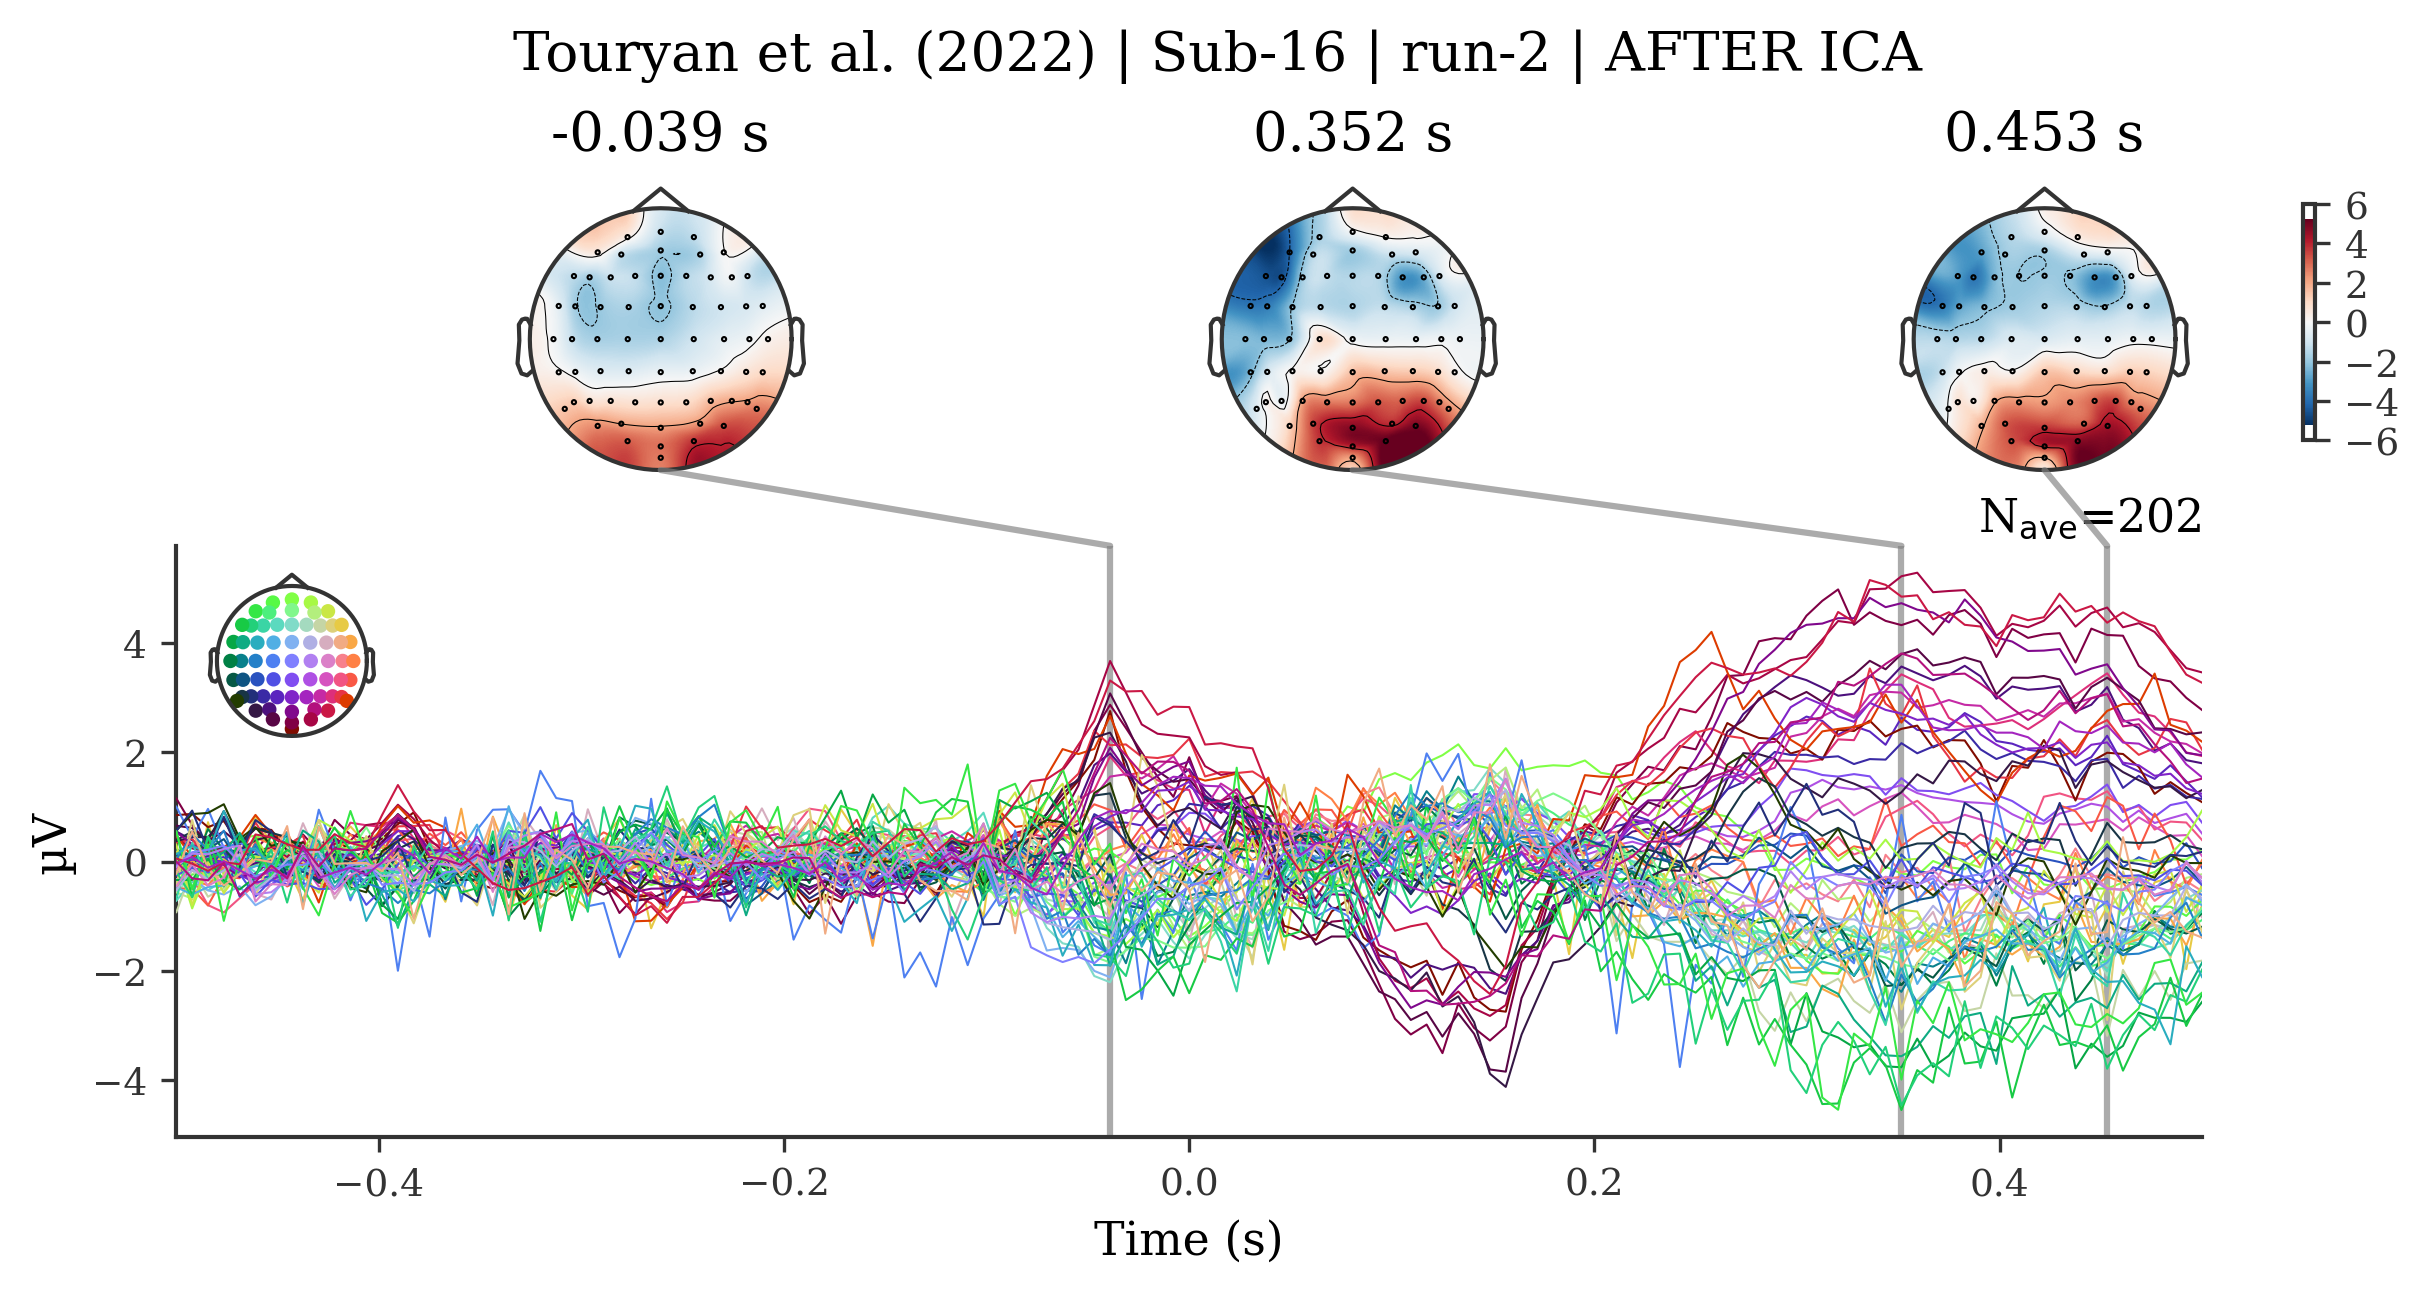 Touryan et al. (2022) | Sub-16 | run-2 | AFTER ICA
-0.039 s
0.352 s
0.453 s
6
4
2
0
−2
−4
−6
Nave=202
4
2
0
−2
−4
µV
−0.4
−0.2
0.0
0.2
0.4
Time (s)